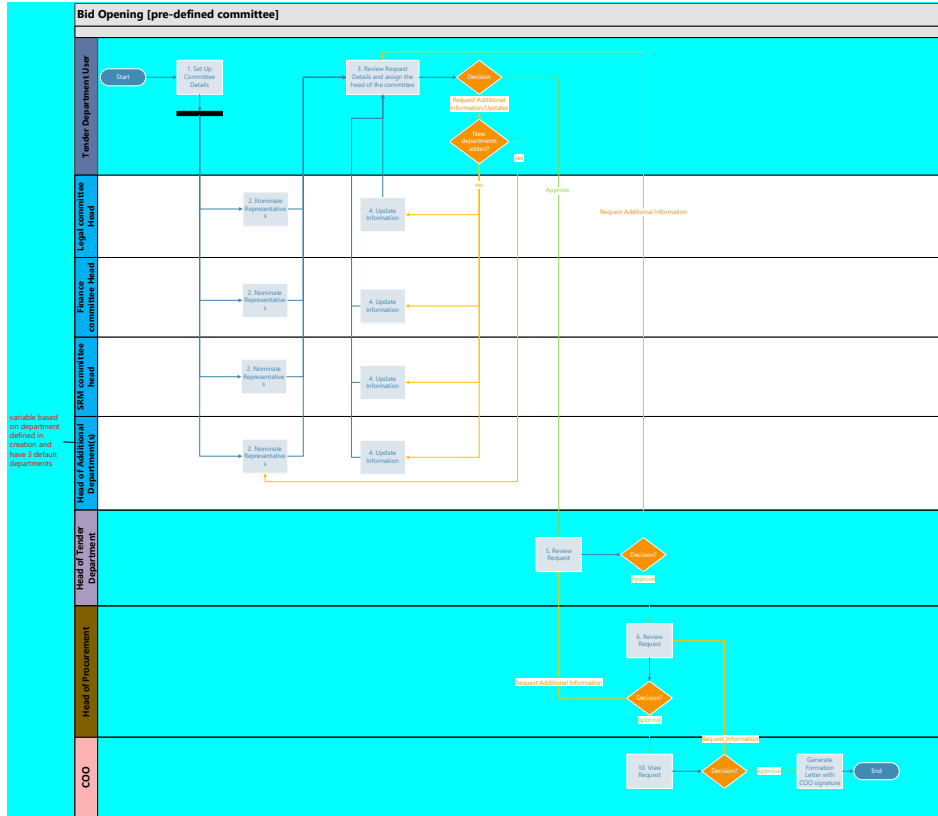 Bid Opening [pre-defined committee]
Tender Department User
Start
1. Set Up
Committee
Details
3. Review Request
Details and assign the
head of the committee
Decision
Request Additional
Information/Updates
New
departments
added?
yes
no
Approve
Request Additional Information
Legal committee
Head
2. Nominate
Representative
s
4. Update
Information
Finance
committee Head
2. Nominate
Representative
s
4. Update
Information
SRM committee
head
2. Nominate
Representative
s
4. Update
Information
variable based
on department
defined in
creation and
have 3 default
departments
Head of Additional
Department(s)
2. Nominate
Representative
s
4. Update
Information
Head of Tender
Department
5. Review
Request
Decision?
Approve
Head of Procurement
6. Review
Request
Request Additional Information
Decision?
Approve
Request Information
COO
10. View
Request
Decision?
Approve
Generate
Formation
Letter with
COO signature
End